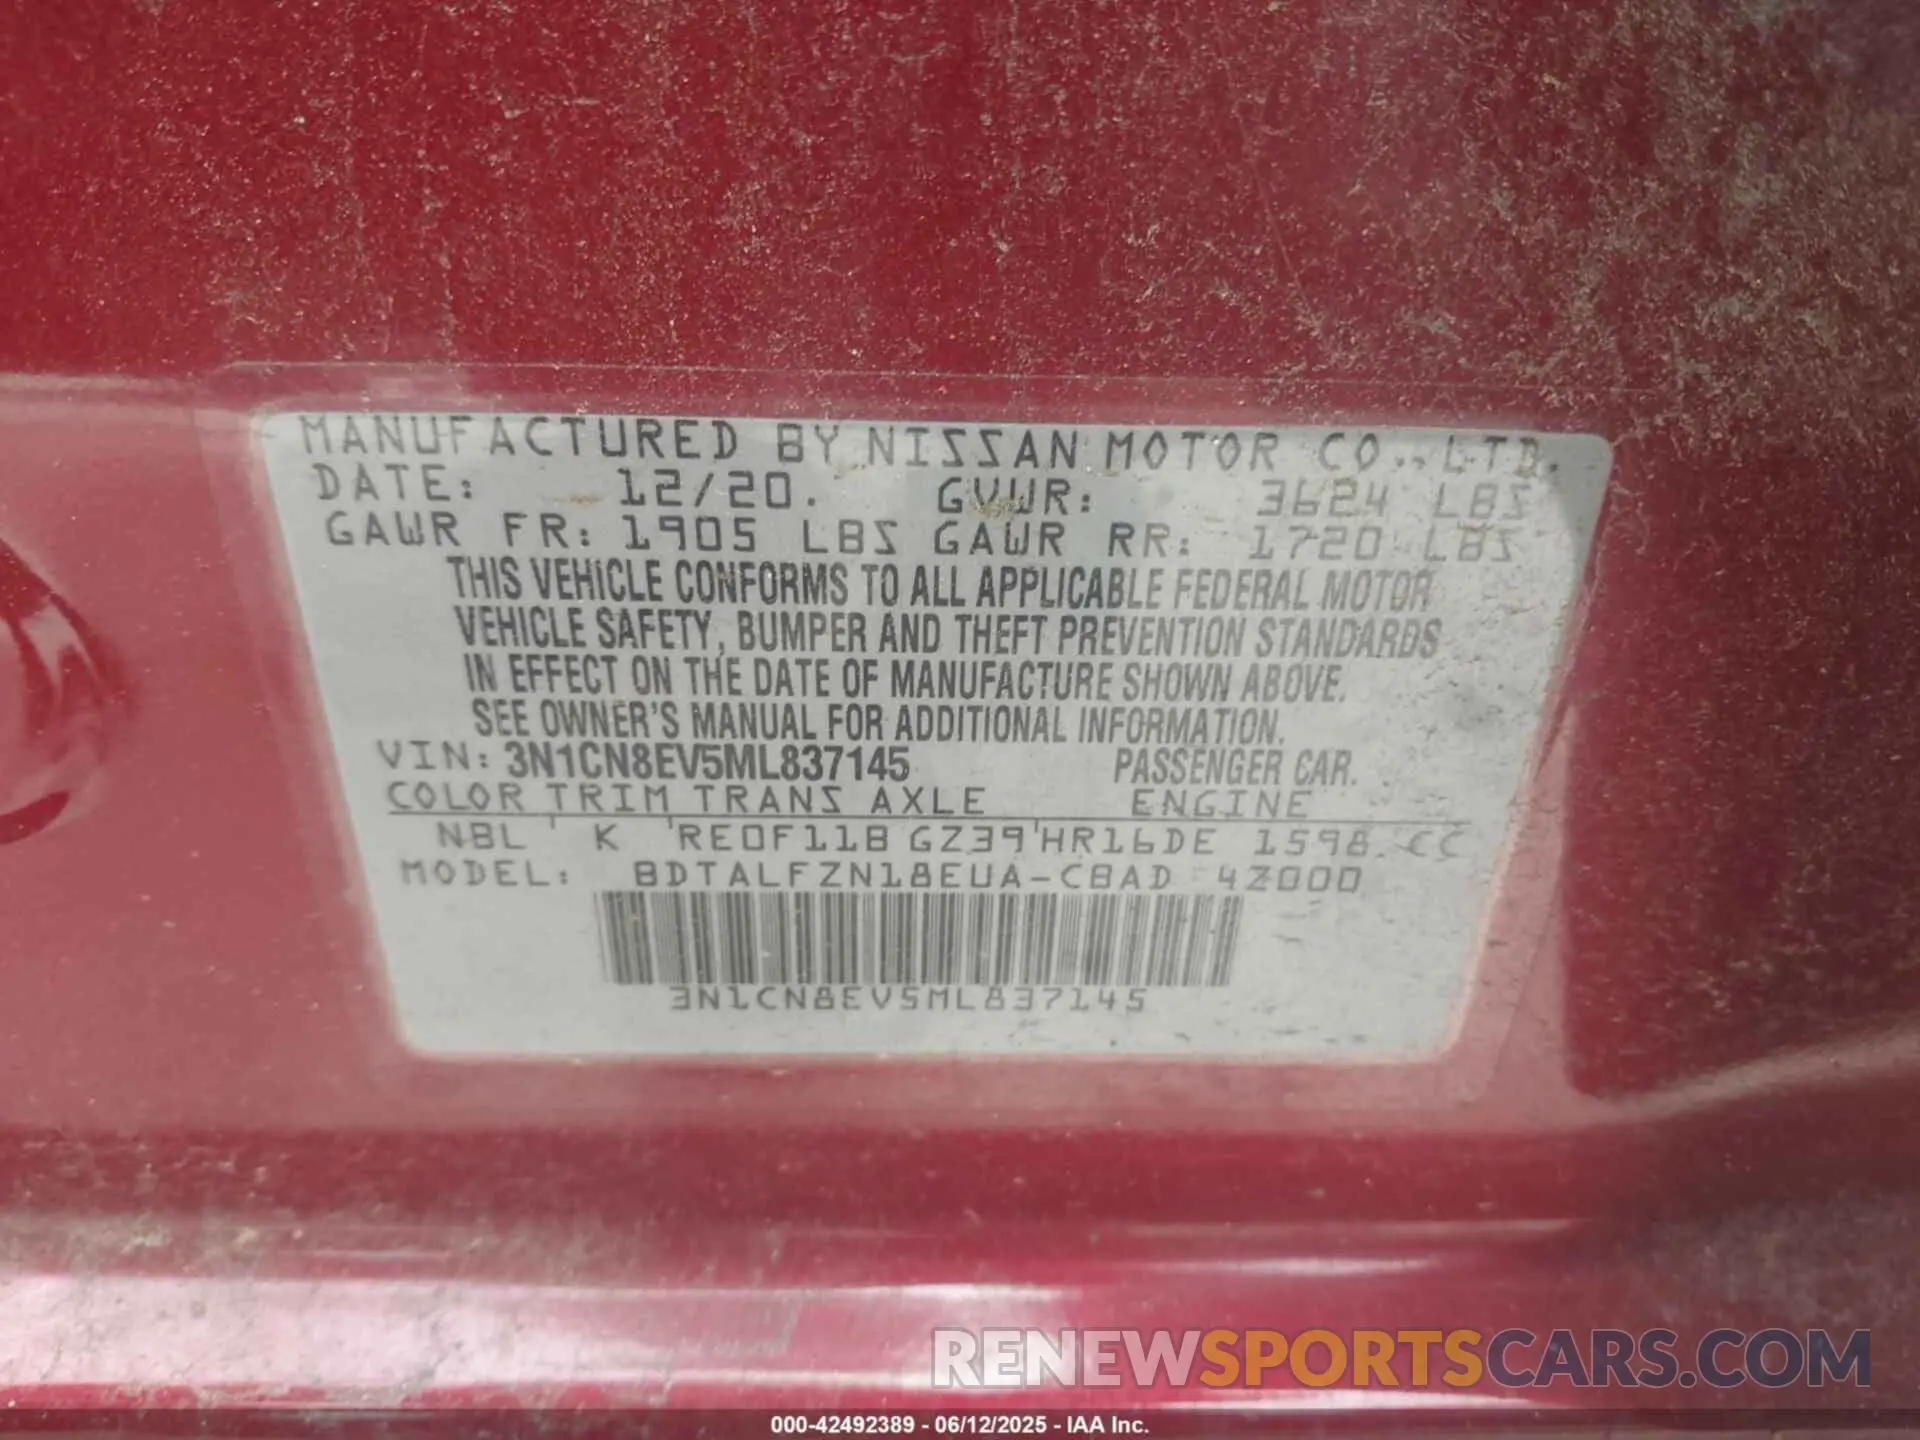 MANUFACTURED BY NISSAN MOTOR CO., LTD.
DATE: 12/20. GVWR: 3624 LBS
GAWR FR: 1905 LBS GAWR RR: 1720 LBS
THIS VEHICLE CONFORMS TO ALL APPLICABLE FEDERAL MOTOR
VEHICLE SAFETY, BUMPER AND THEFT PREVENTION STANDARDS
IN EFFECT ON THE DATE OF MANUFACTURE SHOWN ABOVE.
SEE OWNER'S MANUAL FOR ADDITIONAL INFORMATION.
VIN: 3N1CN8EV5ML837145 PASSENGER CAR.
COLOR TRIM TRANS AXLE ENGINE
NBL K RE0F11B GZ39 HR16DE 1598 CC
MODEL: BDTALFZN18EUA-CBAD 4Z000
3N1CN8EV5ML837145
RENEWSPORTSCARS.COM
000-42492389 - 06/12/2025 - IAA Inc.